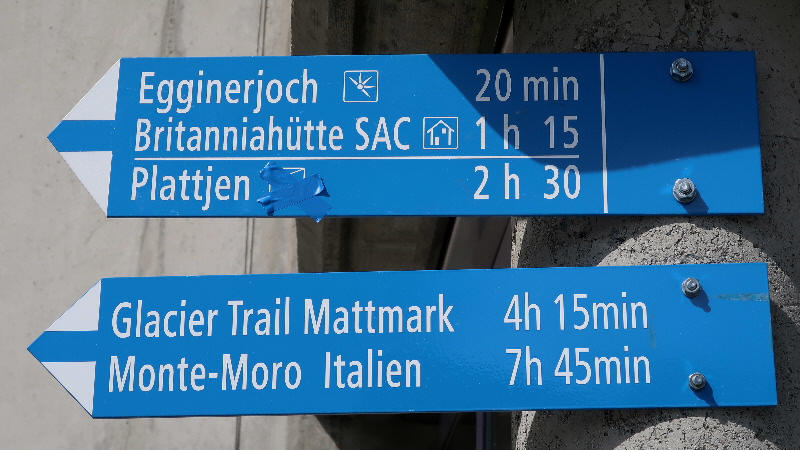 Egginerjoch 20 min
Britanniahütte SAC 1 h 15
Plattjen 2 h 30
Glacier Trail Mattmark 4h 15min
Monte-Moro Italien 7h 45min